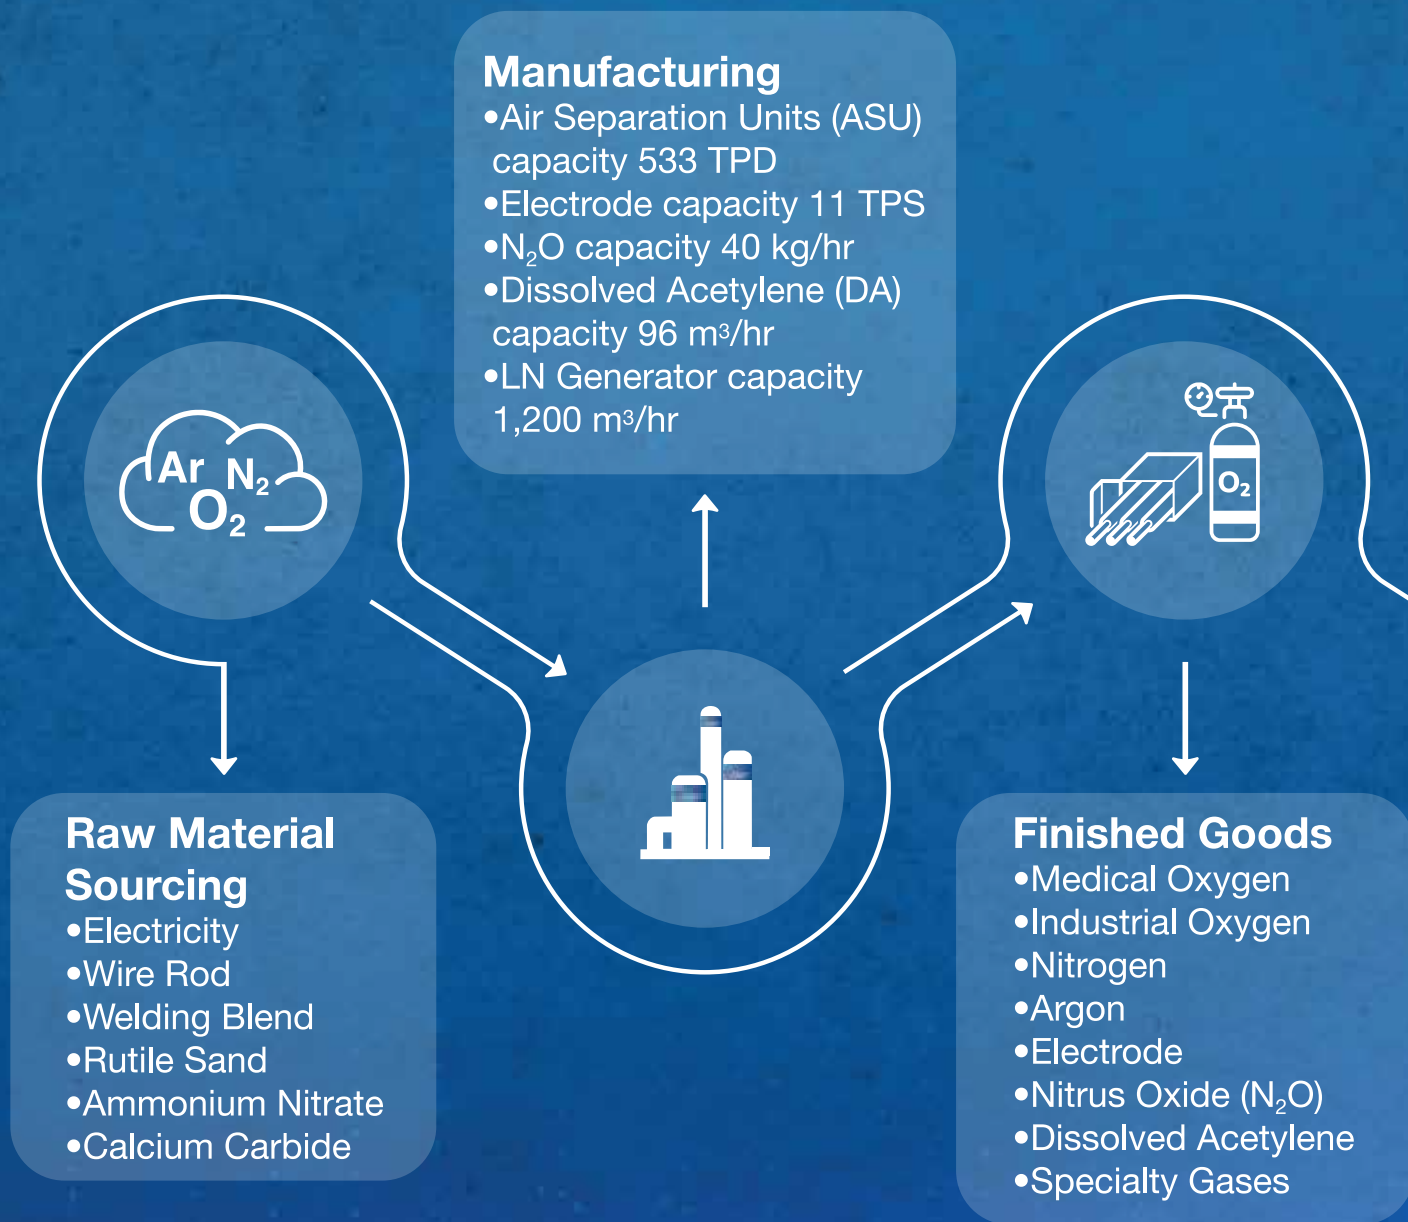 Manufacturing
•Air Separation Units (ASU)
capacity 533 TPD
•Electrode capacity 11 TPS
•N₂O capacity 40 kg/hr
•Dissolved Acetylene (DA)
capacity 96 m³/hr
•LN Generator capacity
1,200 m³/hr
Ar N₂
O₂
O₂
Raw Material
Sourcing
•Electricity
•Wire Rod
•Welding Blend
•Rutile Sand
•Ammonium Nitrate
•Calcium Carbide
Finished Goods
•Medical Oxygen
•Industrial Oxygen
•Nitrogen
•Argon
•Electrode
•Nitrus Oxide (N₂O)
•Dissolved Acetylene
•Specialty Gases